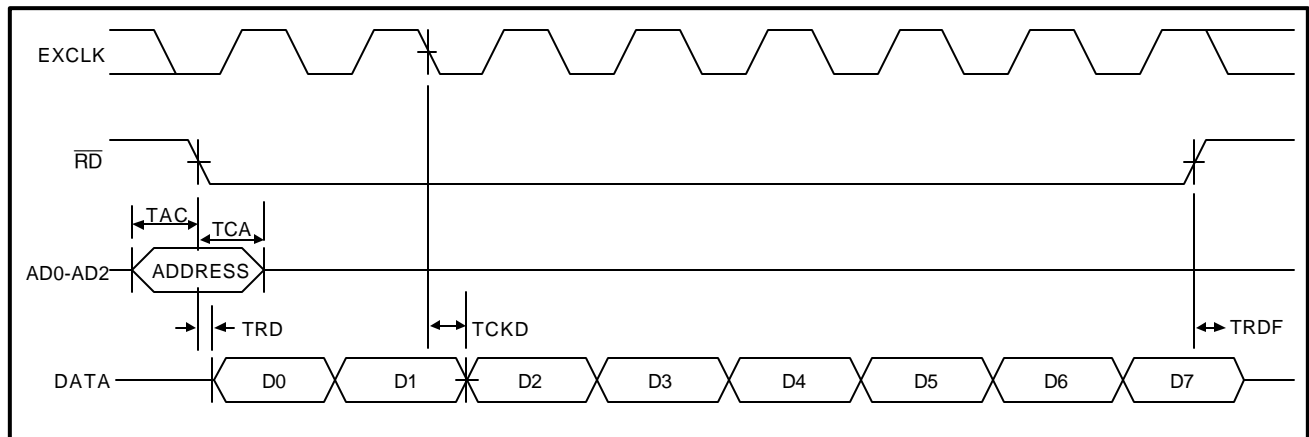 EXCLK
RD
TAC
TCA
AD0-AD2
ADDRESS
TRD
TCKD
TRDF
DATA
D0 D1 D2 D3 D4 D5 D6 D7